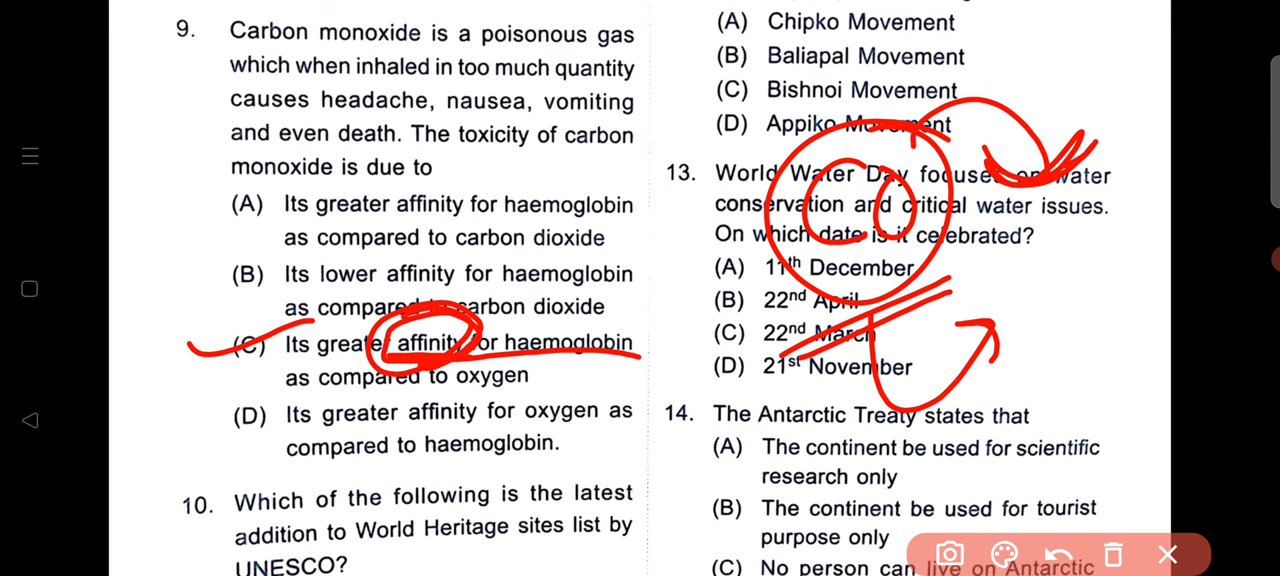 9. Carbon monoxide is a poisonous gas
which when inhaled in too much quantity
causes headache, nausea, vomiting
and even death. The toxicity of carbon
monoxide is due to
(A) Its greater affinity for haemoglobin
as compared to carbon dioxide
(B) Its lower affinity for haemoglobin
as compared to carbon dioxide
(C) Its greater affinity for haemoglobin
as compared to oxygen
(D) Its greater affinity for oxygen as
compared to haemoglobin.
10. Which of the following is the latest
addition to World Heritage sites list by
UNESCO?
(A) Chipko Movement
(B) Baliapal Movement
(C) Bishnoi Movement
(D) Appiko Movement
13. World Water Day focuses on water
conservation and critical water issues.
On which date is it celebrated?
(A) 11th December
(B) 22nd April
(C) 22nd March
(D) 21st November
14. The Antarctic Treaty states that
(A) The continent be used for scientific
research only
(B) The continent be used for tourist
purpose only
(C) No person can live on Antarctic